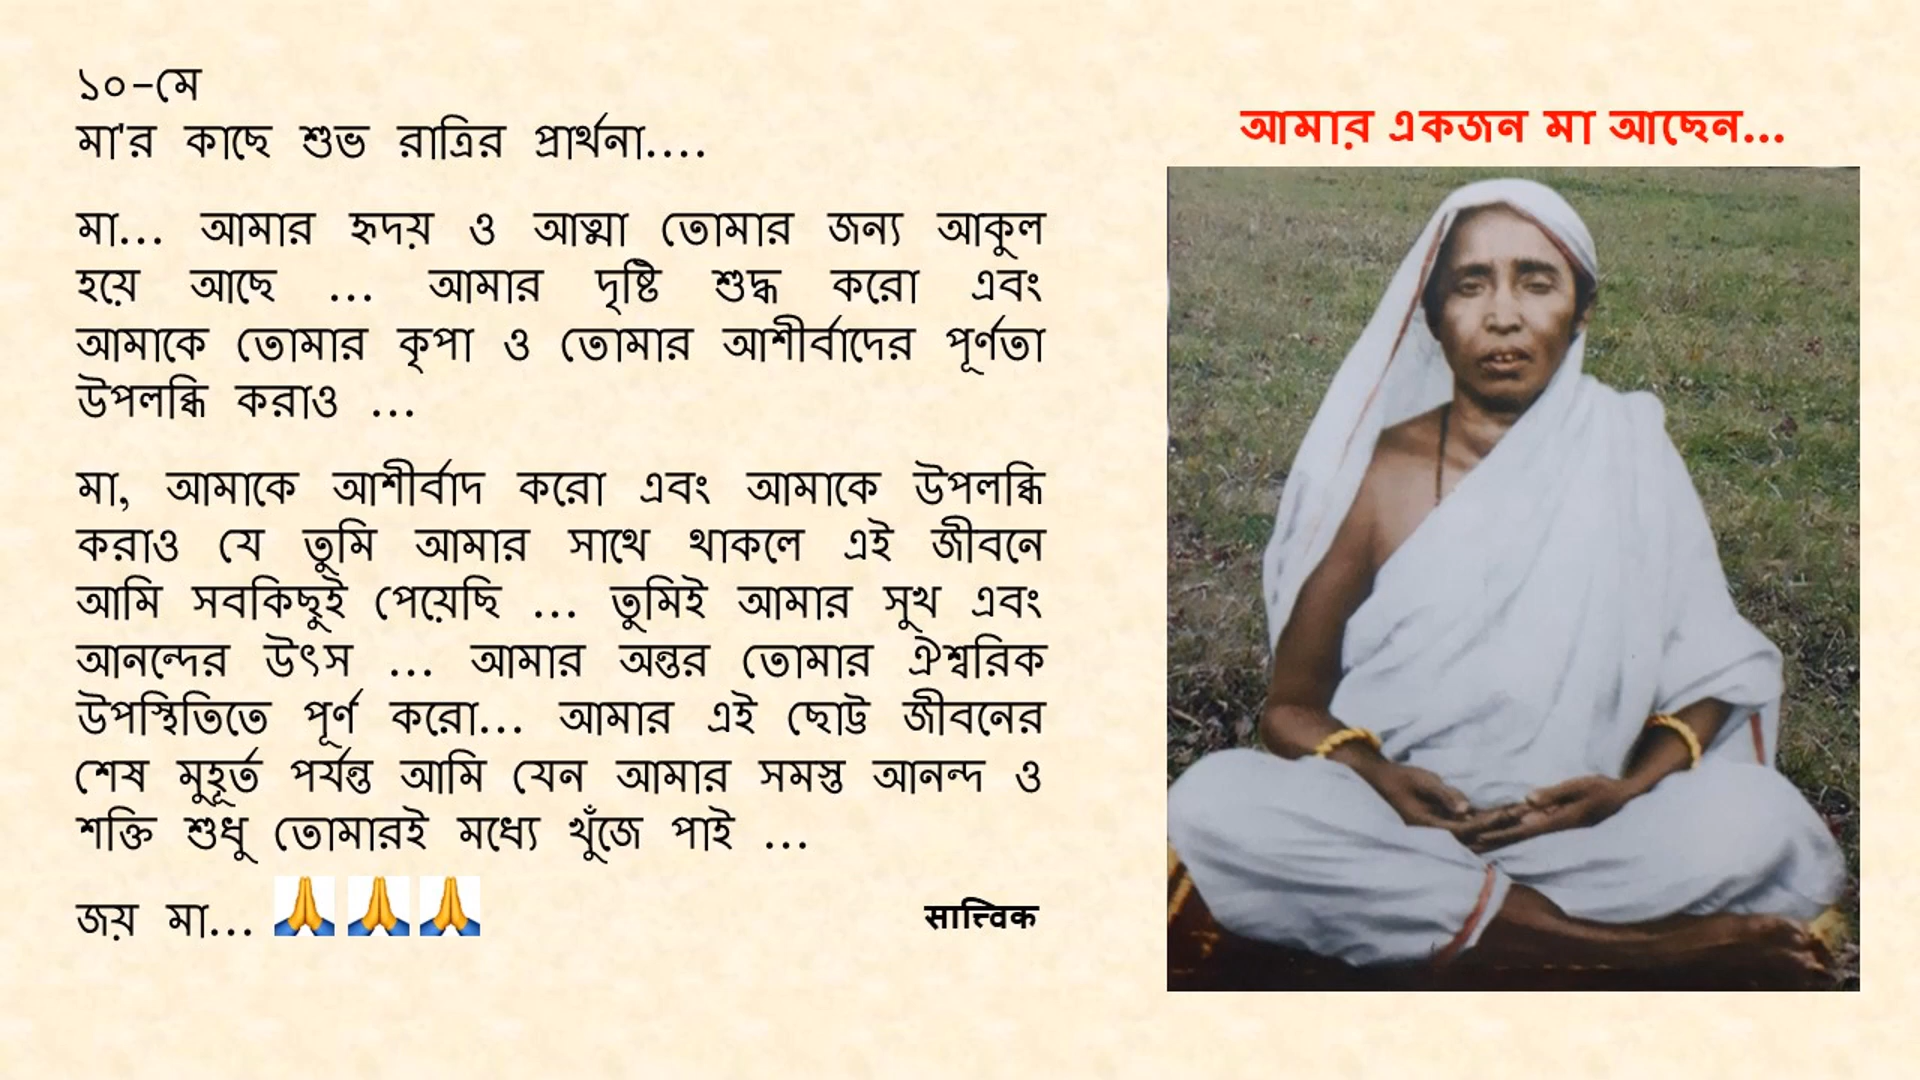 ১০-মে
মা'র কাছে শুভ রাত্রির প্রার্থনা....
মা... আমার হৃদয় ও আত্মা তোমার জন্য আকুল
হয়ে আছে ... আমার দৃষ্টি শুদ্ধ করো এবং
আমাকে তোমার কৃপা ও তোমার আশীর্বাদের পূর্ণতা
উপলব্ধি করাও ...
মা, আমাকে আশীর্বাদ করো এবং আমাকে উপলব্ধি
করাও যে তুমি আমার সাথে থাকলে এই জীবনে
আমি সবকিছুই পেয়েছি ... তুমিই আমার সুখ এবং
আনন্দের উৎস ... আমার অন্তর তোমার ঐশ্বরিক
উপস্থিতিতে পূর্ণ করো... আমার এই ছোট্ট জীবনের
শেষ মুহূর্ত পর্যন্ত আমি যেন আমার সমস্ত আনন্দ ও
শক্তি শুধু তোমারই মধ্যে খুঁজে পাই ...
জয় মা... 🙏🙏🙏
सात्त्विक
আমার একজন মা আছেন...